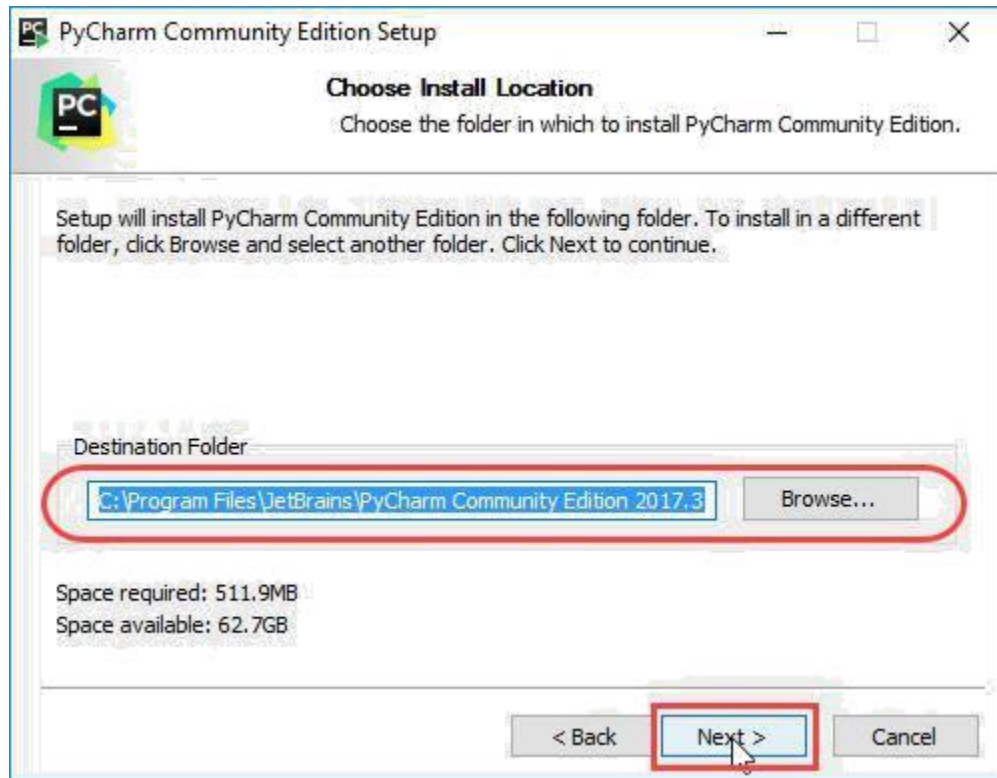 PC PyCharm Community Edition Setup
PC
Choose Install Location
Choose the folder in which to install PyCharm Community Edition.
Setup will install PyCharm Community Edition in the following folder. To install in a different
folder, click Browse and select another folder. Click Next to continue.
Destination Folder
C:\Program Files\JetBrains\PyCharm Community Edition 2017.3
Browse...
Space required: 511.9MB
Space available: 62.7GB
< Back Next > Cancel